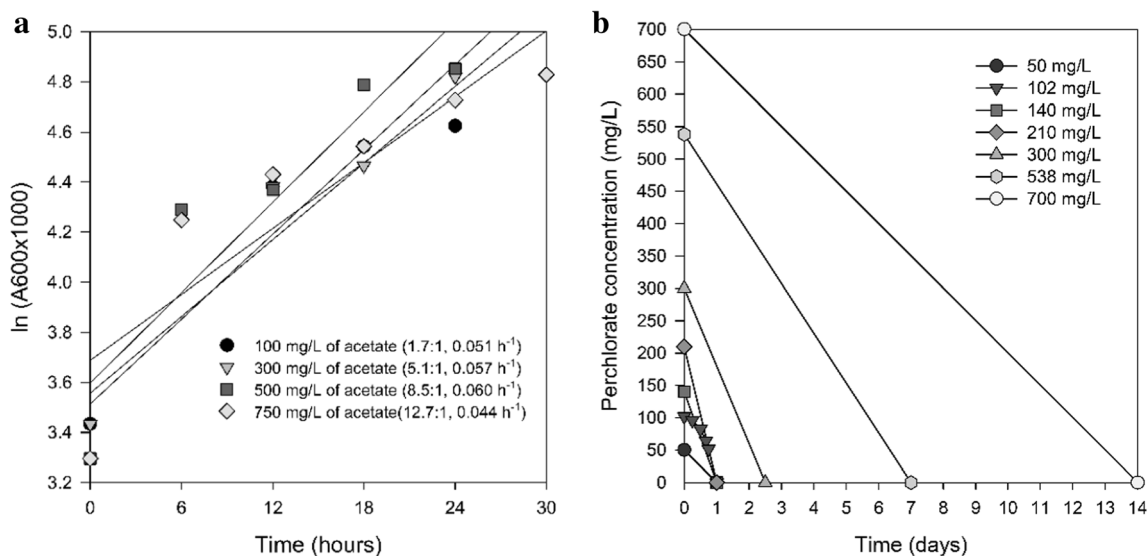 a
5.0
4.8
4.6
4.4
4.2
4.0
3.8
3.6
3.4
3.2
ln (A600x1000)
100 mg/L of acetate (1.7:1, 0.051 h⁻¹)
300 mg/L of acetate (5.1:1, 0.057 h⁻¹)
500 mg/L of acetate (8.5:1, 0.060 h⁻¹)
750 mg/L of acetate(12.7:1, 0.044 h⁻¹)
0 6 12 18 24 30
Time (hours)
b
700
650
600
550
500
450
400
350
300
250
200
150
100
50
0
Perchlorate concentration (mg/L)
50 mg/L
102 mg/L
140 mg/L
210 mg/L
300 mg/L
538 mg/L
700 mg/L
0 1 2 3 4 5 6 7 8 9 10 11 12 13 14
Time (days)